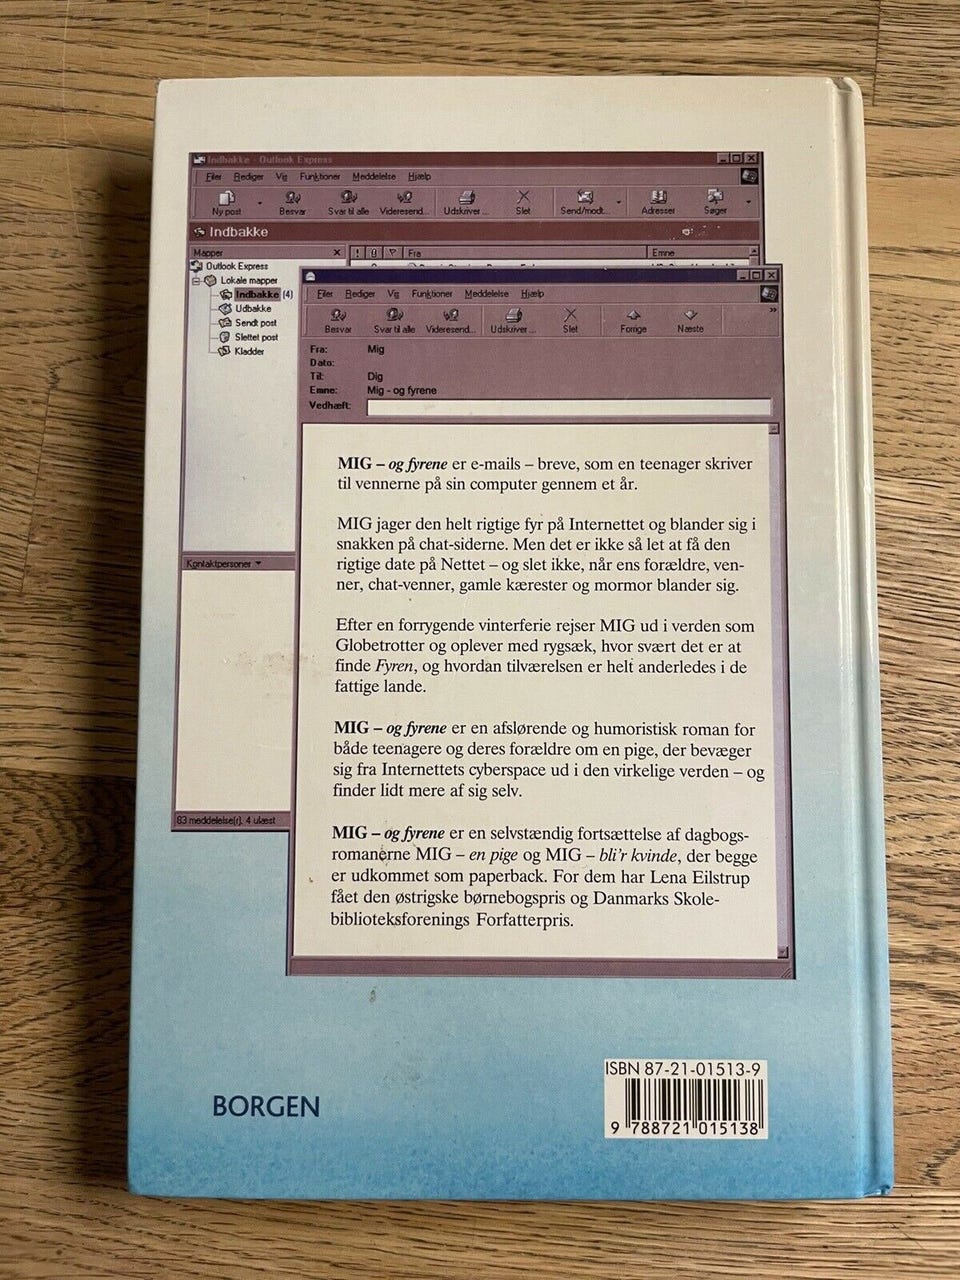 Indbakke - Outlook Express
Filer Rediger Vis Funktioner Meddelelse Hjælp
Ny post Besvar Svar til alle Videresend... Udskriver ... Slet Send/modt... Adresser Søger
Indbakke
Mapper
! Fra Emne
Outlook Express
Lokale mapper
Indbakke (4)
Udbakke
Sendt post
Slettet post
Kladder
Kontaktpersoner
83 meddelelse(r), 4 ulæst
Filer Rediger Vis Funktioner Meddelelse Hjælp
Besvar Svar til alle Videresend... Udskriver ... Slet Forrige Næste »
Fra: Mig
Dato:
Til: Dig
Emne: Mig - og fyrene
Vedhæft:
MIG – og fyrene er e-mails – breve, som en teenager skriver
til vennerne på sin computer gennem et år.
MIG jager den helt rigtige fyr på Internettet og blander sig i
snakken på chat-siderne. Men det er ikke så let at få den
rigtige date på Nettet – og slet ikke, når ens forældre, ven-
ner, chat-venner, gamle kærester og mormor blander sig.
Efter en forrygende vinterferie rejser MIG ud i verden som
Globetrotter og oplever med rygsæk, hvor svært det er at
finde Fyren, og hvordan tilværelsen er helt anderledes i de
fattige lande.
MIG – og fyrene er en afslørende og humoristisk roman for
både teenagere og deres forældre om en pige, der bevæger
sig fra Internettets cyberspace ud i den virkelige verden – og
finder lidt mere af sig selv.
MIG – og fyrene er en selvstændig fortsættelse af dagbogs-
romanerne MIG – en pige og MIG – bli'r kvinde, der begge
er udkommet som paperback. For dem har Lena Eilstrup
fået den østrigske børnebogspris og Danmarks Skole-
biblioteksforenings Forfatterpris.
BORGEN
ISBN 87-21-01513-9
9 788721 015138